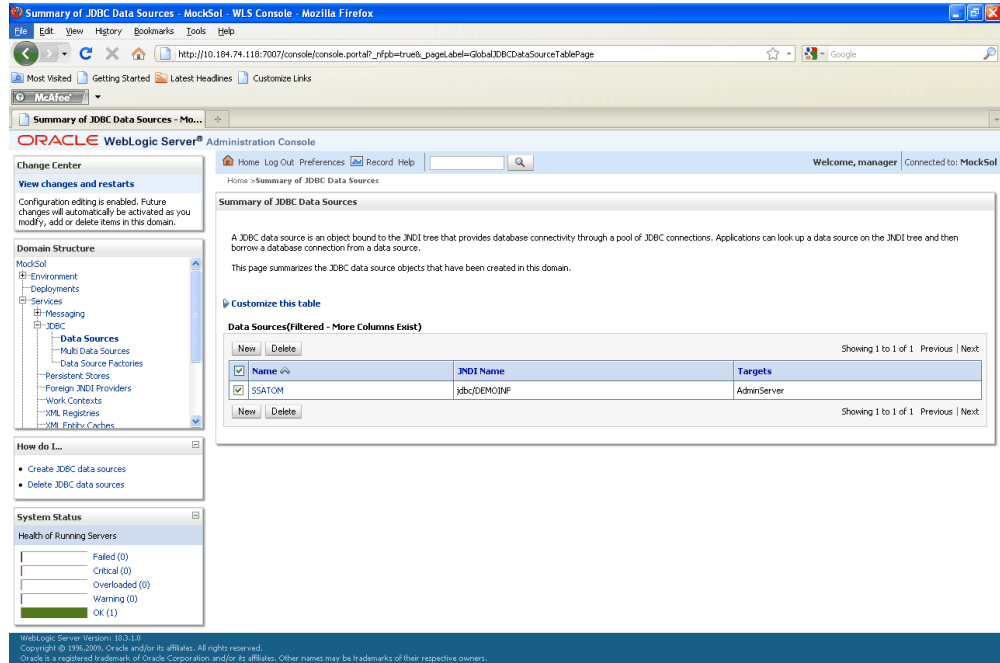 Summary of JDBC Data Sources - MockSol - WLS Console - Mozilla Firefox
File Edit View History Bookmarks Tools Help
http://10.184.74.118:7007/console/console.portal?_nfpb=true&_pageLabel=GlobalJDBCDataSourceTablePage
Google
Most Visited Getting Started Latest Headlines Customize Links
McAfee
Summary of JDBC Data Sources - Mo...
ORACLE WebLogic Server® Administration Console
Change Center
View changes and restarts
Configuration editing is enabled. Future
changes will automatically be activated as you
modify, add or delete items in this domain.
Domain Structure
MockSol
Environment
Deployments
Services
Messaging
JDBC
Data Sources
Multi Data Sources
Data Source Factories
Persistent Stores
Foreign JNDI Providers
Work Contexts
XML Registries
XML Entity Caches
How do I...
Create JDBC data sources
Delete JDBC data sources
System Status
Health of Running Servers
Failed (0)
Critical (0)
Overloaded (0)
Warning (0)
OK (1)
Home Log Out Preferences Record Help
Welcome, manager Connected to: MockSol
Home >Summary of JDBC Data Sources
Summary of JDBC Data Sources
A JDBC data source is an object bound to the JNDI tree that provides database connectivity through a pool of JDBC connections. Applications can look up a data source on the JNDI tree and then
borrow a database connection from a data source.
This page summarizes the JDBC data source objects that have been created in this domain.
Customize this table
Data Sources(Filtered - More Columns Exist)
New Delete Showing 1 to 1 of 1 Previous | Next
Name JNDI Name Targets
SSATOM jdbc/DEMOINF AdminServer
New Delete Showing 1 to 1 of 1 Previous | Next
WebLogic Server Version: 10.3.1.0
Copyright © 1996,2009, Oracle and/or its affiliates. All rights reserved.
Oracle is a registered trademark of Oracle Corporation and/or its affiliates. Other names may be trademarks of their respective owners.